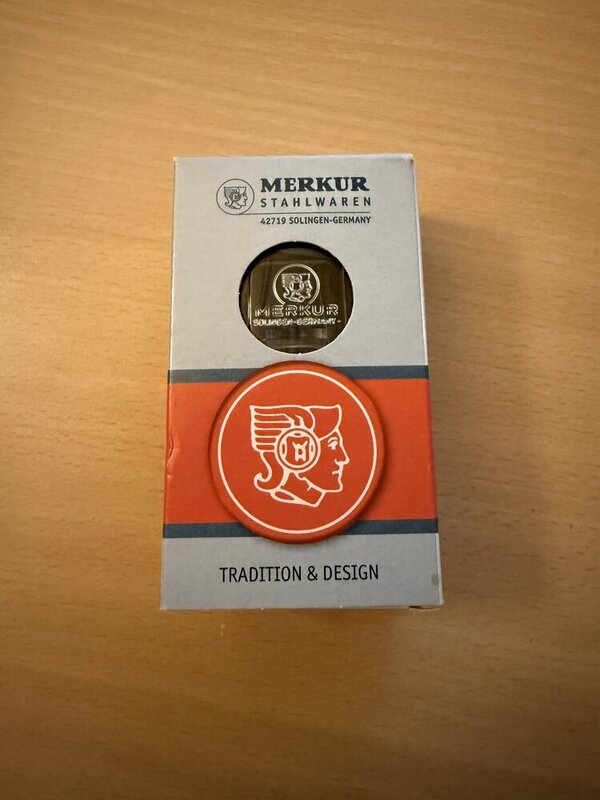 MERKUR
STAHLWAREN
42719 SOLINGEN-GERMANY
MERKUR
SOLINGEN-GERMANY
TRADITION & DESIGN